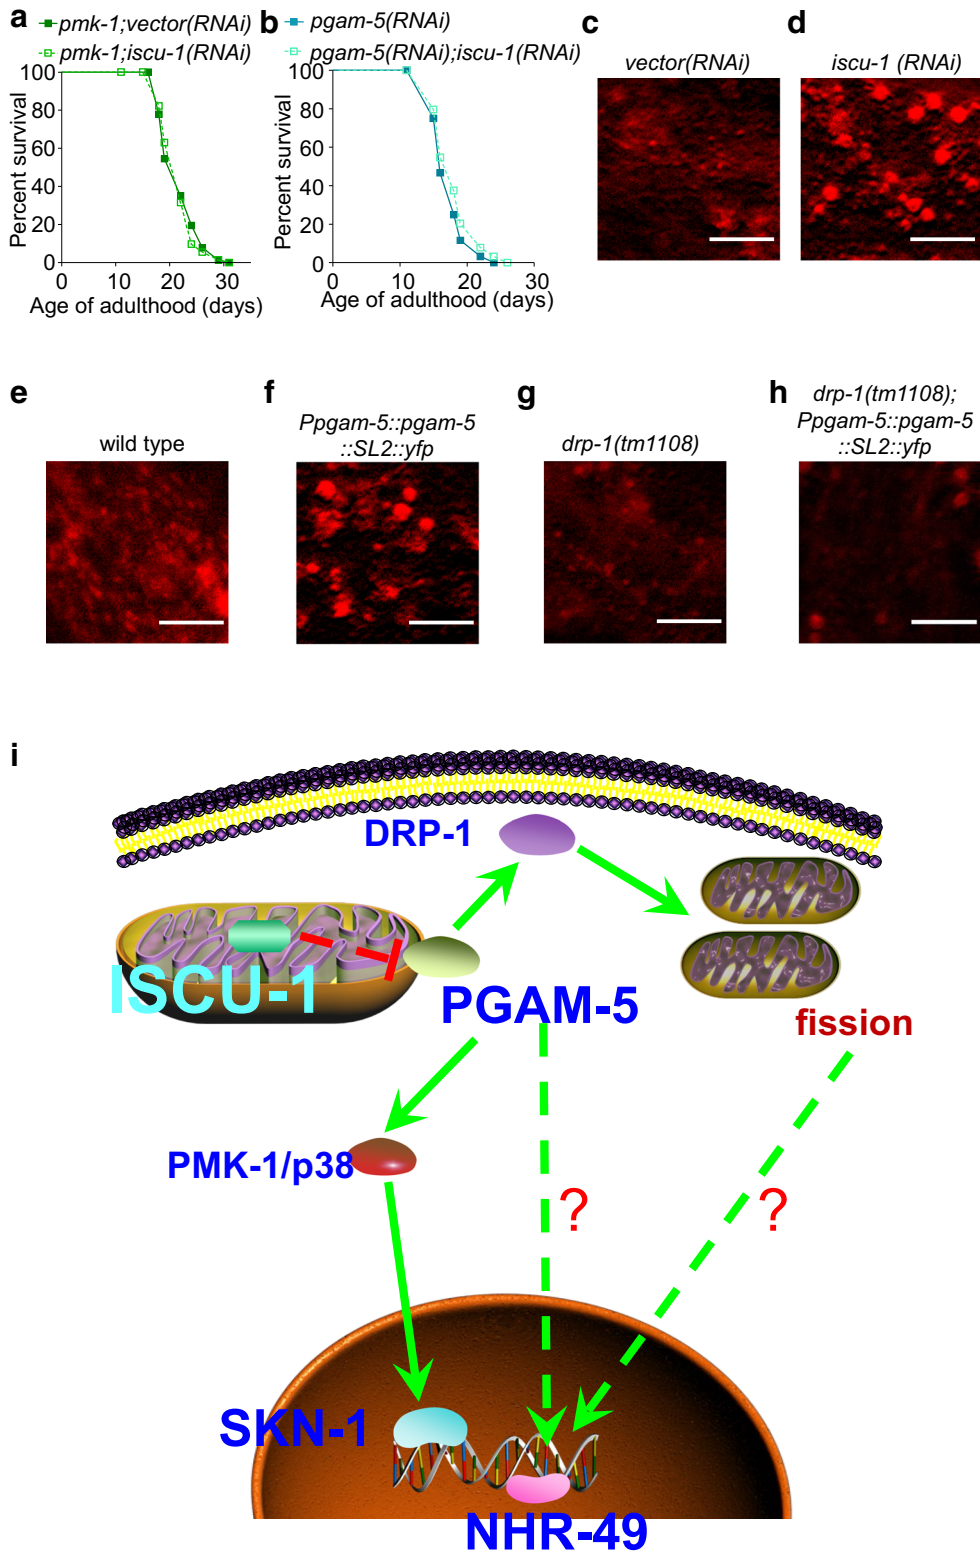 a
pmk-1;vector(RNAi)
pmk-1;iscu-1(RNAi)
Percent survival
100
80
60
40
20
0
0 10 20 30
Age of adulthood (days)
b
pgam-5(RNAi)
pgam-5(RNAi);iscu-1(RNAi)
Percent survival
100
80
60
40
20
0
0 10 20 30
Age of adulthood (days)
c
vector(RNAi)
d
iscu-1 (RNAi)
e
wild type
f
Ppgam-5::pgam-5
::SL2::yfp
g
drp-1(tm1108)
h
drp-1(tm1108);
Ppgam-5::pgam-5
::SL2::yfp
i
DRP-1
ISCU-1
PGAM-5
fission
PMK-1/p38
?
?
SKN-1
NHR-49